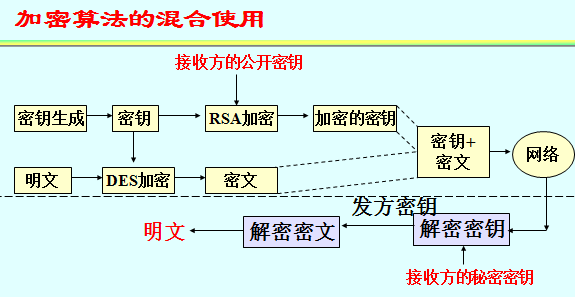 加密算法的混合使用
接收方的公开密钥
密钥生成
密钥
RSA加密
加密的密钥
密钥+
密文
网络
明文
DES加密
密文
发方密钥
明文
解密密文
解密密钥
接收方的秘密密钥